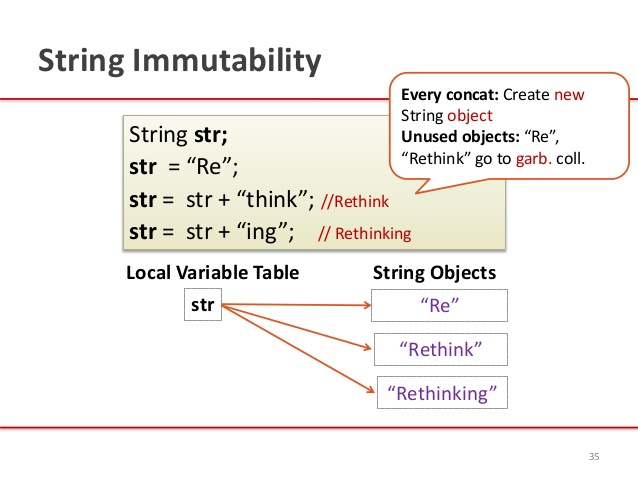 String Immutability
Every concat: Create new
String object
Unused objects: “Re”,
“Rethink” go to garb. coll.
String str;
str = “Re”;
str = str + “think”; //Rethink
str = str + “ing”; // Rethinking
Local Variable Table
String Objects
str
“Re”
“Rethink”
“Rethinking”
35